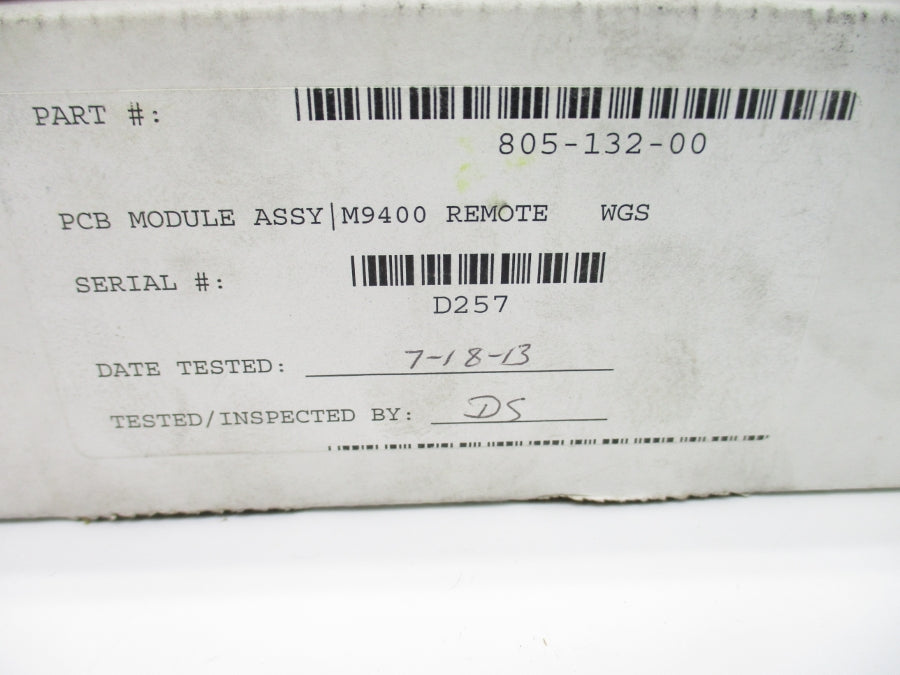 PART #:
805-132-00
PCB MODULE ASSY|M9400 REMOTE WGS
SERIAL #:
D257
DATE TESTED: 7-18-13
TESTED/INSPECTED BY: DS